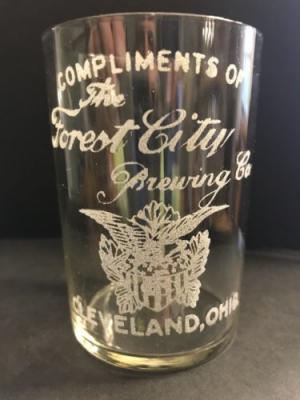 COMPLIMENTS OF
The
Forest City
Brewing Co
CLEVELAND, OHIO